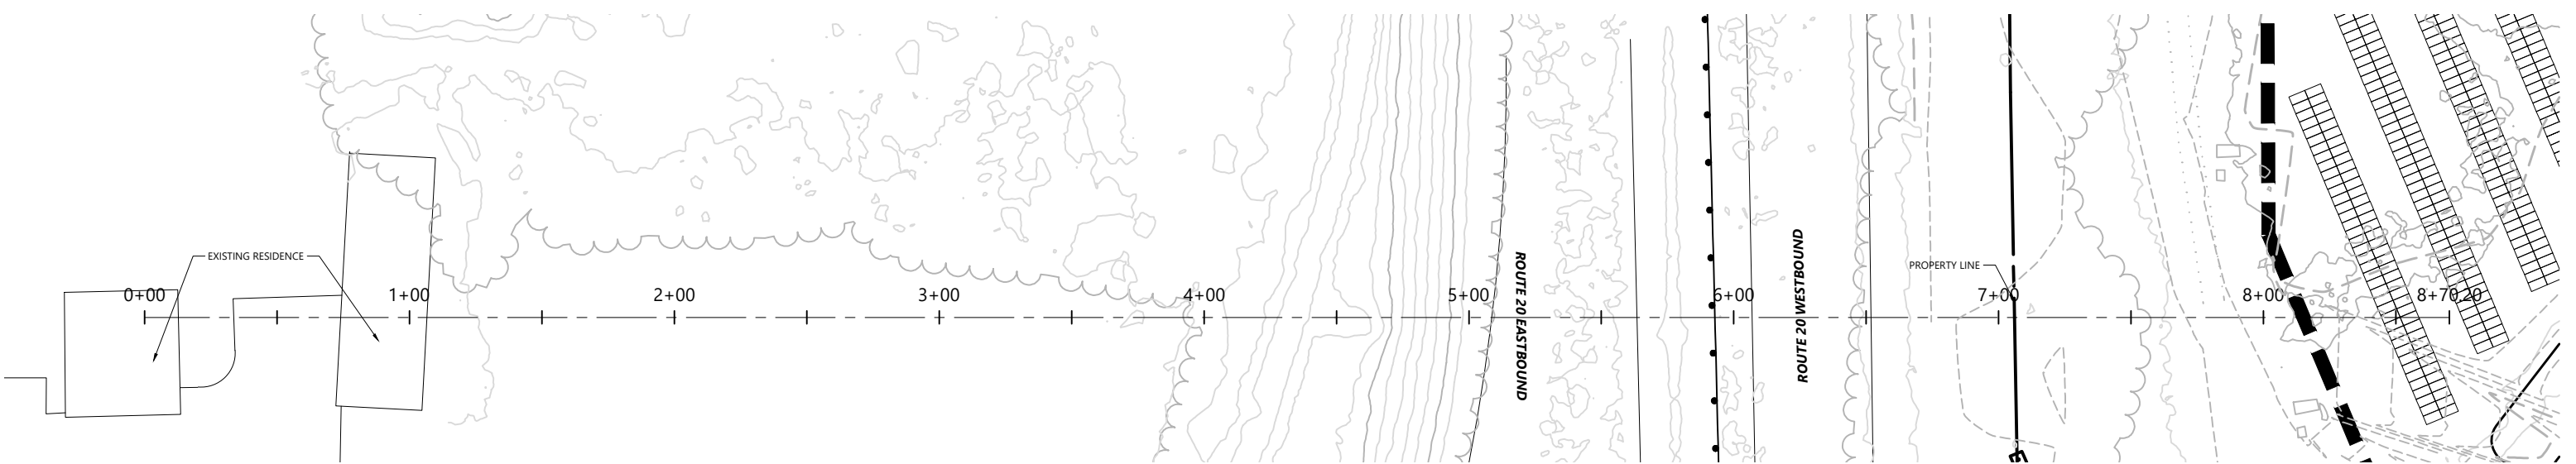 EXISTING RESIDENCE
0+00
1+00
2+00
3+00
4+00
5+00
ROUTE 20 EASTBOUND
6+00
ROUTE 20 WESTBOUND
PROPERTY LINE
7+00
8+00
8+70.20